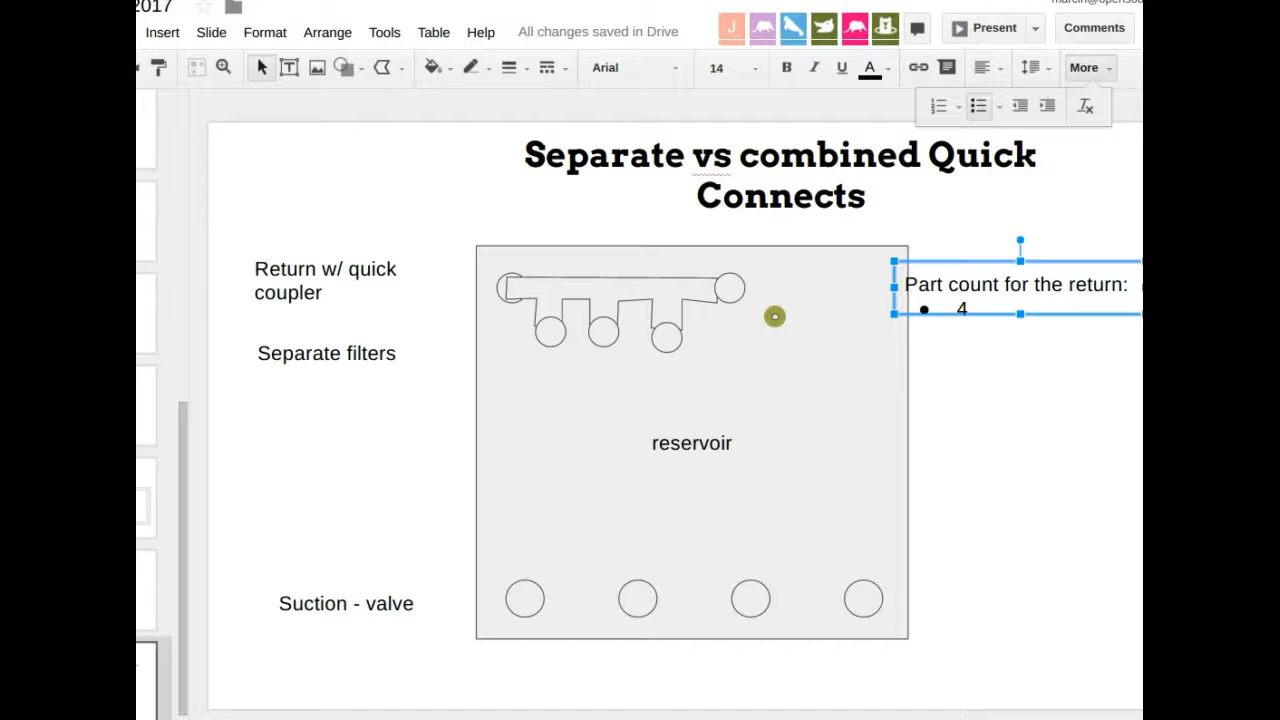 2017
Insert Slide Format Arrange Tools Table Help All changes saved in Drive
J
Present
Comments
Arial 14 B I U A More
Separate vs combined Quick
Connects
Return w/ quick
coupler
Part count for the return:
● 4
Separate filters
reservoir
Suction - valve